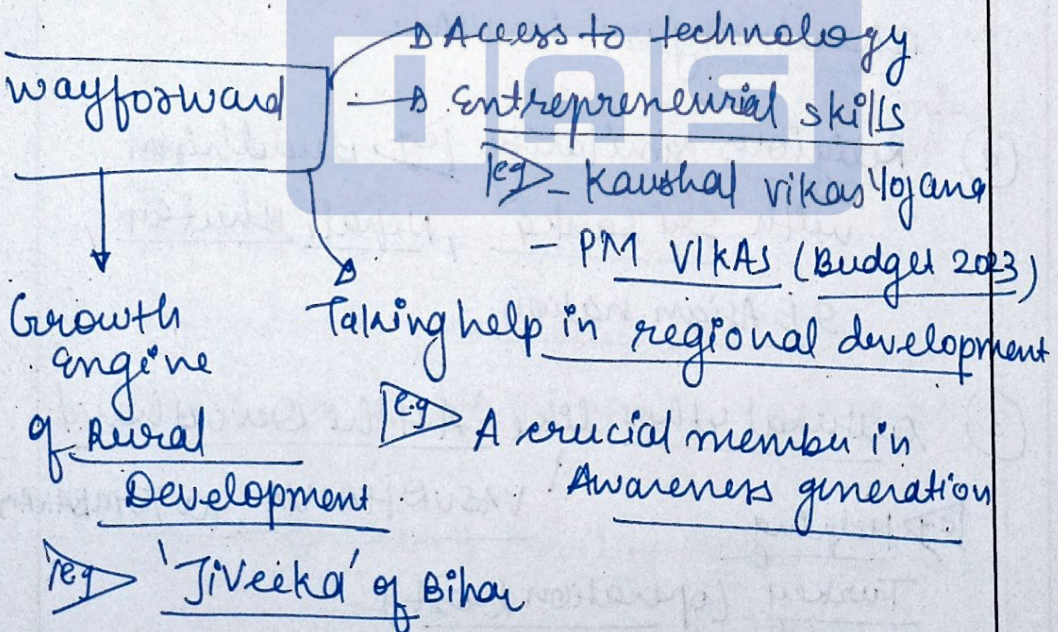 Access to technology
wayforward
Entrepreneurial skills
eg - Kaushal vikas Yojana
- PM VIKAS (Budget 2023)
Growth
Engine
of Rural
Development
eg 'JiVeeka' of Bihar
Taking help in regional development
e.g A crucial member in
Awareness generation
ias